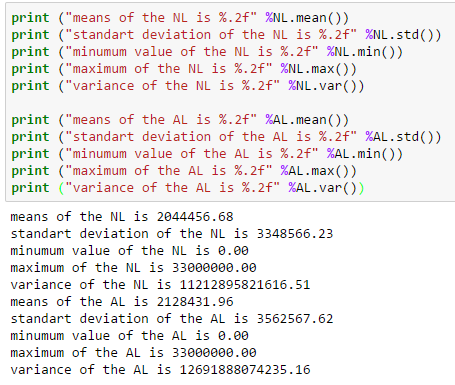 print ("means of the NL is %.2f" %NL.mean())
print ("standart deviation of the NL is %.2f" %NL.std())
print ("minumum value of the NL is %.2f" %NL.min())
print ("maximum of the NL is %.2f" %NL.max())
print ("variance of the NL is %.2f" %NL.var())
print ("means of the AL is %.2f" %AL.mean())
print ("standart deviation of the AL is %.2f" %AL.std())
print ("minumum value of the AL is %.2f" %AL.min())
print ("maximum of the AL is %.2f" %AL.max())
print ("variance of the AL is %.2f" %AL.var())
means of the NL is 2044456.68
standart deviation of the NL is 3348566.23
minumum value of the NL is 0.00
maximum of the NL is 33000000.00
variance of the NL is 11212895821616.51
means of the AL is 2128431.96
standart deviation of the AL is 3562567.62
minumum value of the AL is 0.00
maximum of the AL is 33000000.00
variance of the AL is 12691888074235.16